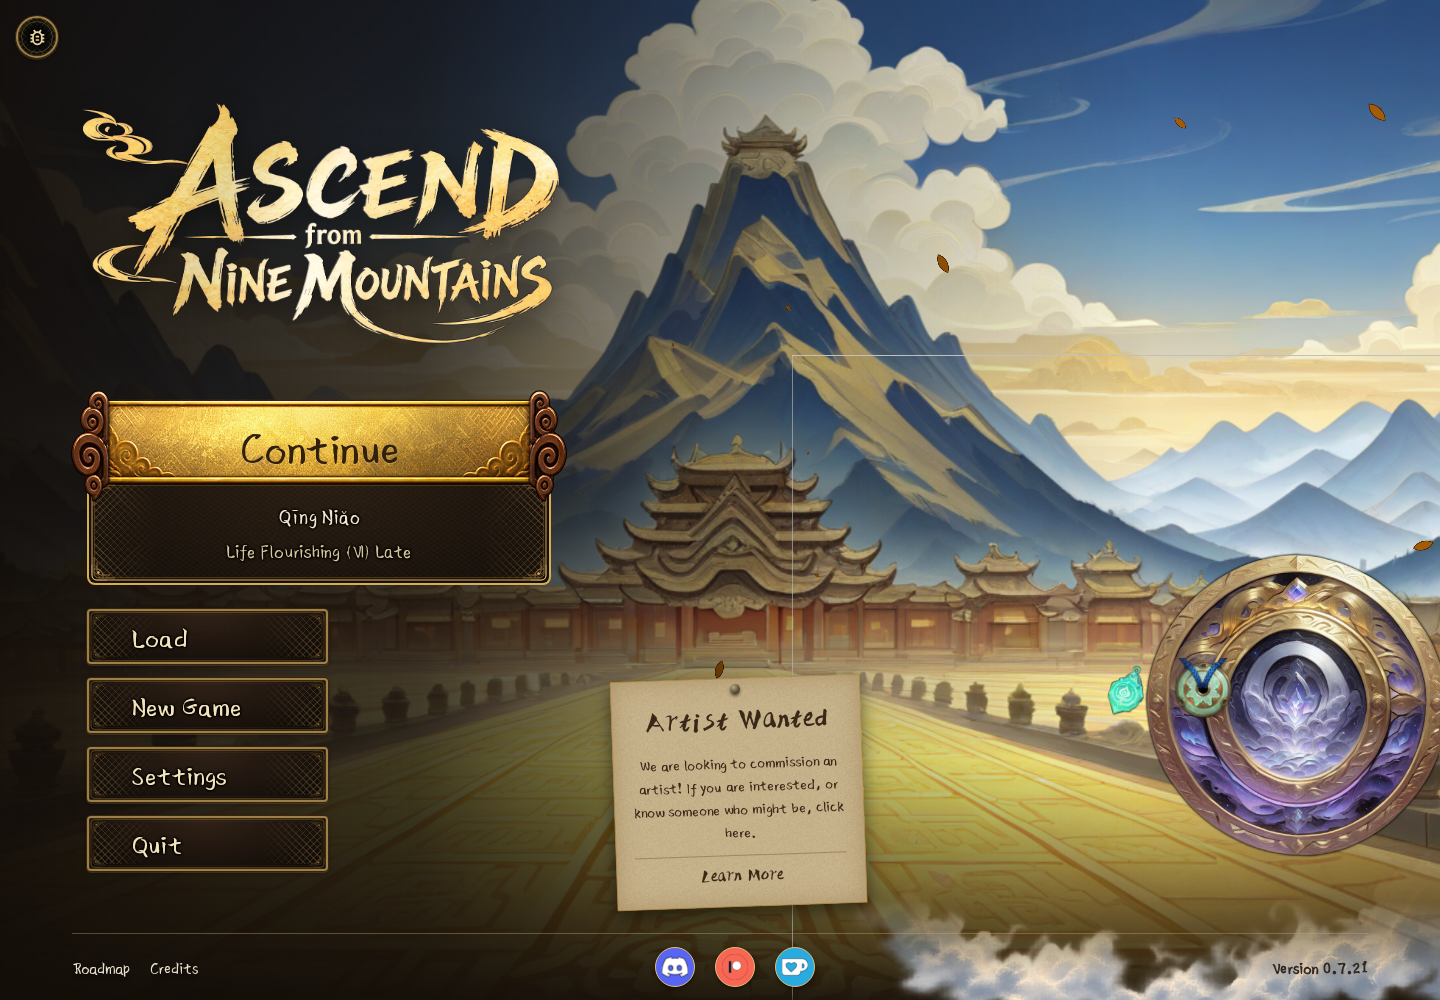 ASCEND
from
NINE MOUNTAINS
Continue
Qīng Niǎo
Life Flourishing (VI) Late
Load
New Game
Settings
Quit
Artist Wanted
We are looking to commission an
artist! If you are interested, or
know someone who might be, click
here.
Learn More
Roadmap Credits
Version 0.7.21